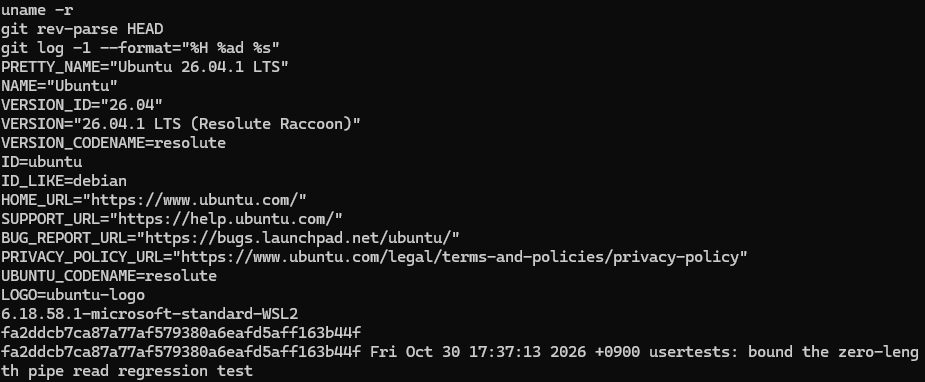 uname -r
git rev-parse HEAD
git log -1 --format="%H %ad %s"
PRETTY_NAME="Ubuntu 26.04.1 LTS"
NAME="Ubuntu"
VERSION_ID="26.04"
VERSION="26.04.1 LTS (Resolute Raccoon)"
VERSION_CODENAME=resolute
ID=ubuntu
ID_LIKE=debian
HOME_URL="https://www.ubuntu.com/"
SUPPORT_URL="https://help.ubuntu.com/"
BUG_REPORT_URL="https://bugs.launchpad.net/ubuntu/"
PRIVACY_POLICY_URL="https://www.ubuntu.com/legal/terms-and-policies/privacy-policy"
UBUNTU_CODENAME=resolute
LOGO=ubuntu-logo
6.18.58.1-microsoft-standard-WSL2
fa2ddcb7ca87a77af579380a6eafd5aff163b44f
fa2ddcb7ca87a77af579380a6eafd5aff163b44f Fri Oct 30 17:37:13 2026 +0900 usertests: bound the zero-leng
th pipe read regression test